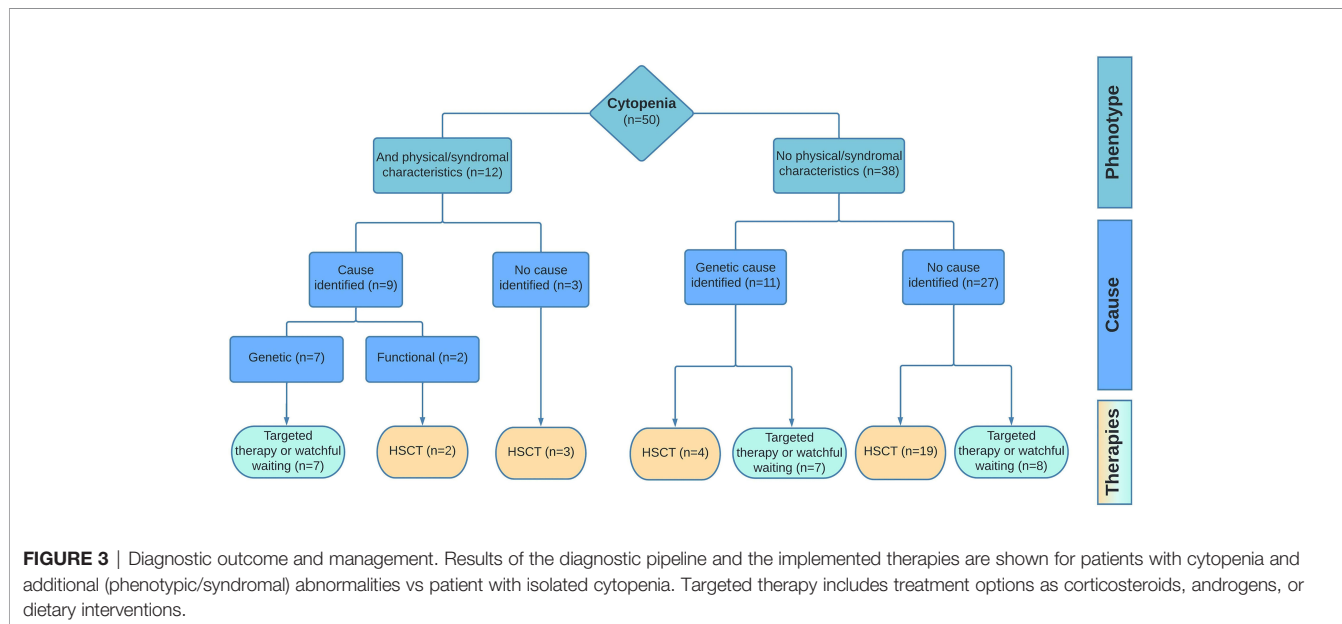 Cytopenia
(n=50)
And physical/syndromal
characteristics (n=12)
No physical/syndromal
characteristics (n=38)
Phenotype
Cause
identified (n=9)
No cause
identified (n=3)
Genetic cause
identified (n=11)
No cause
identified (n=27)
Cause
Genetic (n=7)
Functional (n=2)
Targeted
therapy or watchful
waiting (n=7)
HSCT (n=2)
HSCT (n=3)
HSCT (n=4)
Targeted
therapy or watchful
waiting (n=7)
HSCT (n=19)
Targeted
therapy or watchful
waiting (n=8)
Therapies
FIGURE 3 | Diagnostic outcome and management. Results of the diagnostic pipeline and the implemented therapies are shown for patients with cytopenia and
additional (phenotypic/syndromal) abnormalities vs patient with isolated cytopenia. Targeted therapy includes treatment options as corticosteroids, androgens, or
dietary interventions.